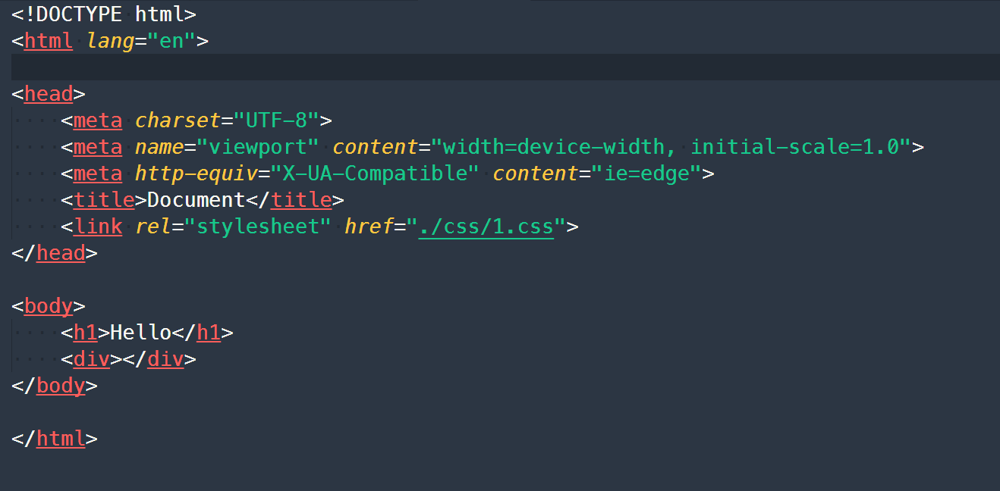 <!DOCTYPE html>
<html lang="en">
<head>
<meta charset="UTF-8">
<meta name="viewport" content="width=device-width, initial-scale=1.0">
<meta http-equiv="X-UA-Compatible" content="ie=edge">
<title>Document</title>
<link rel="stylesheet" href="./css/1.css">
</head>
<body>
<h1>Hello</h1>
<div></div>
</body>
</html>